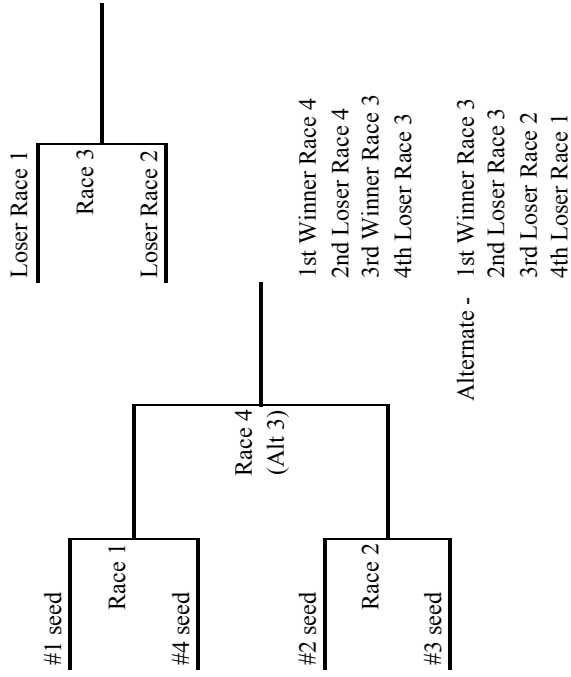 #1 seed
Race 1
#4 seed
#2 seed
Race 2
#3 seed
Race 4
(Alt 3)
Loser Race 1
Race 3
Loser Race 2
1st Winner Race 4
2nd Loser Race 4
3rd Winner Race 3
4th Loser Race 3
Alternate - 1st Winner Race 3
2nd Loser Race 3
3rd Loser Race 2
4th Loser Race 1